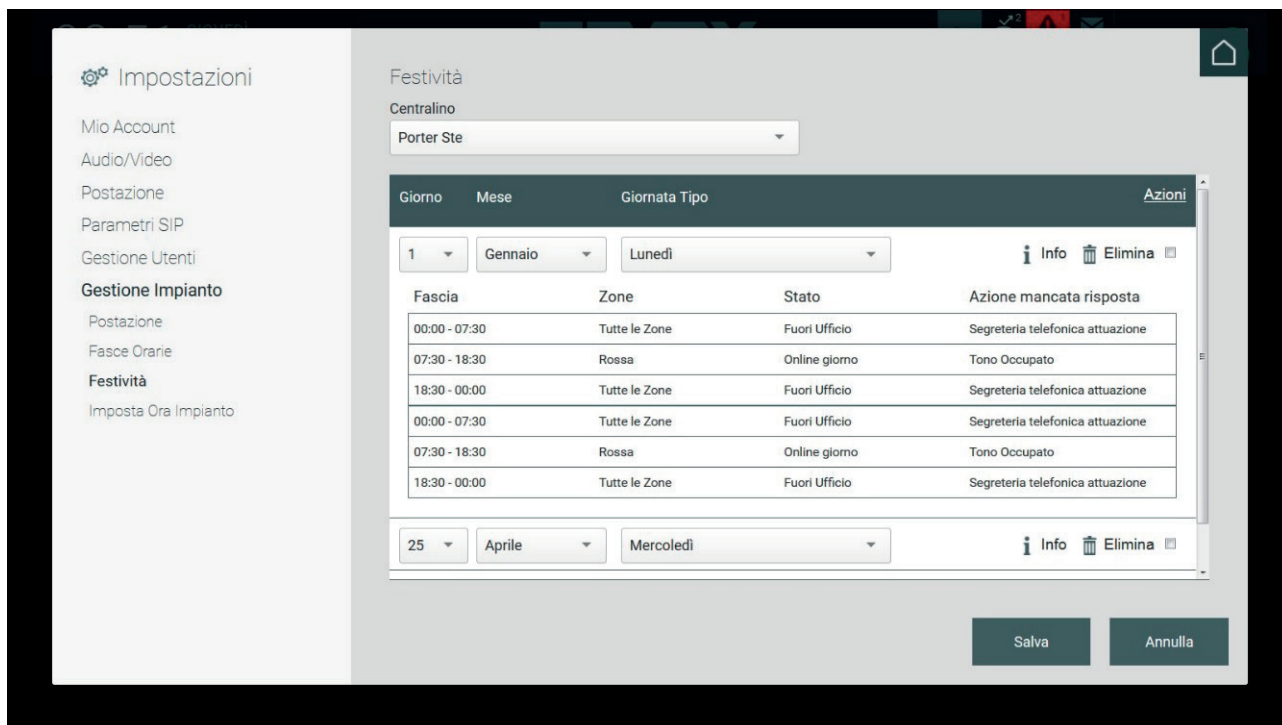 Impostazioni
Mio Account
Audio/Video
Postazione
Parametri SIP
Gestione Utenti
Gestione Impianto
Postazione
Fasce Orarie
Festività
Imposta Ora Impianto
Festività
Centralino
Porter Ste
Giorno Mese Giornata Tipo Azioni
1 Gennaio Lunedì Info Elimina
Fascia Zone Stato Azione mancata risposta
00:00 - 07:30 Tutte le Zone Fuori Ufficio Segreteria telefonica attuazione
07:30 - 18:30 Rossa Online giorno Tono Occupato
18:30 - 00:00 Tutte le Zone Fuori Ufficio Segreteria telefonica attuazione
00:00 - 07:30 Tutte le Zone Fuori Ufficio Segreteria telefonica attuazione
07:30 - 18:30 Rossa Online giorno Tono Occupato
18:30 - 00:00 Tutte le Zone Fuori Ufficio Segreteria telefonica attuazione
25 Aprile Mercoledì Info Elimina
Salva Annulla